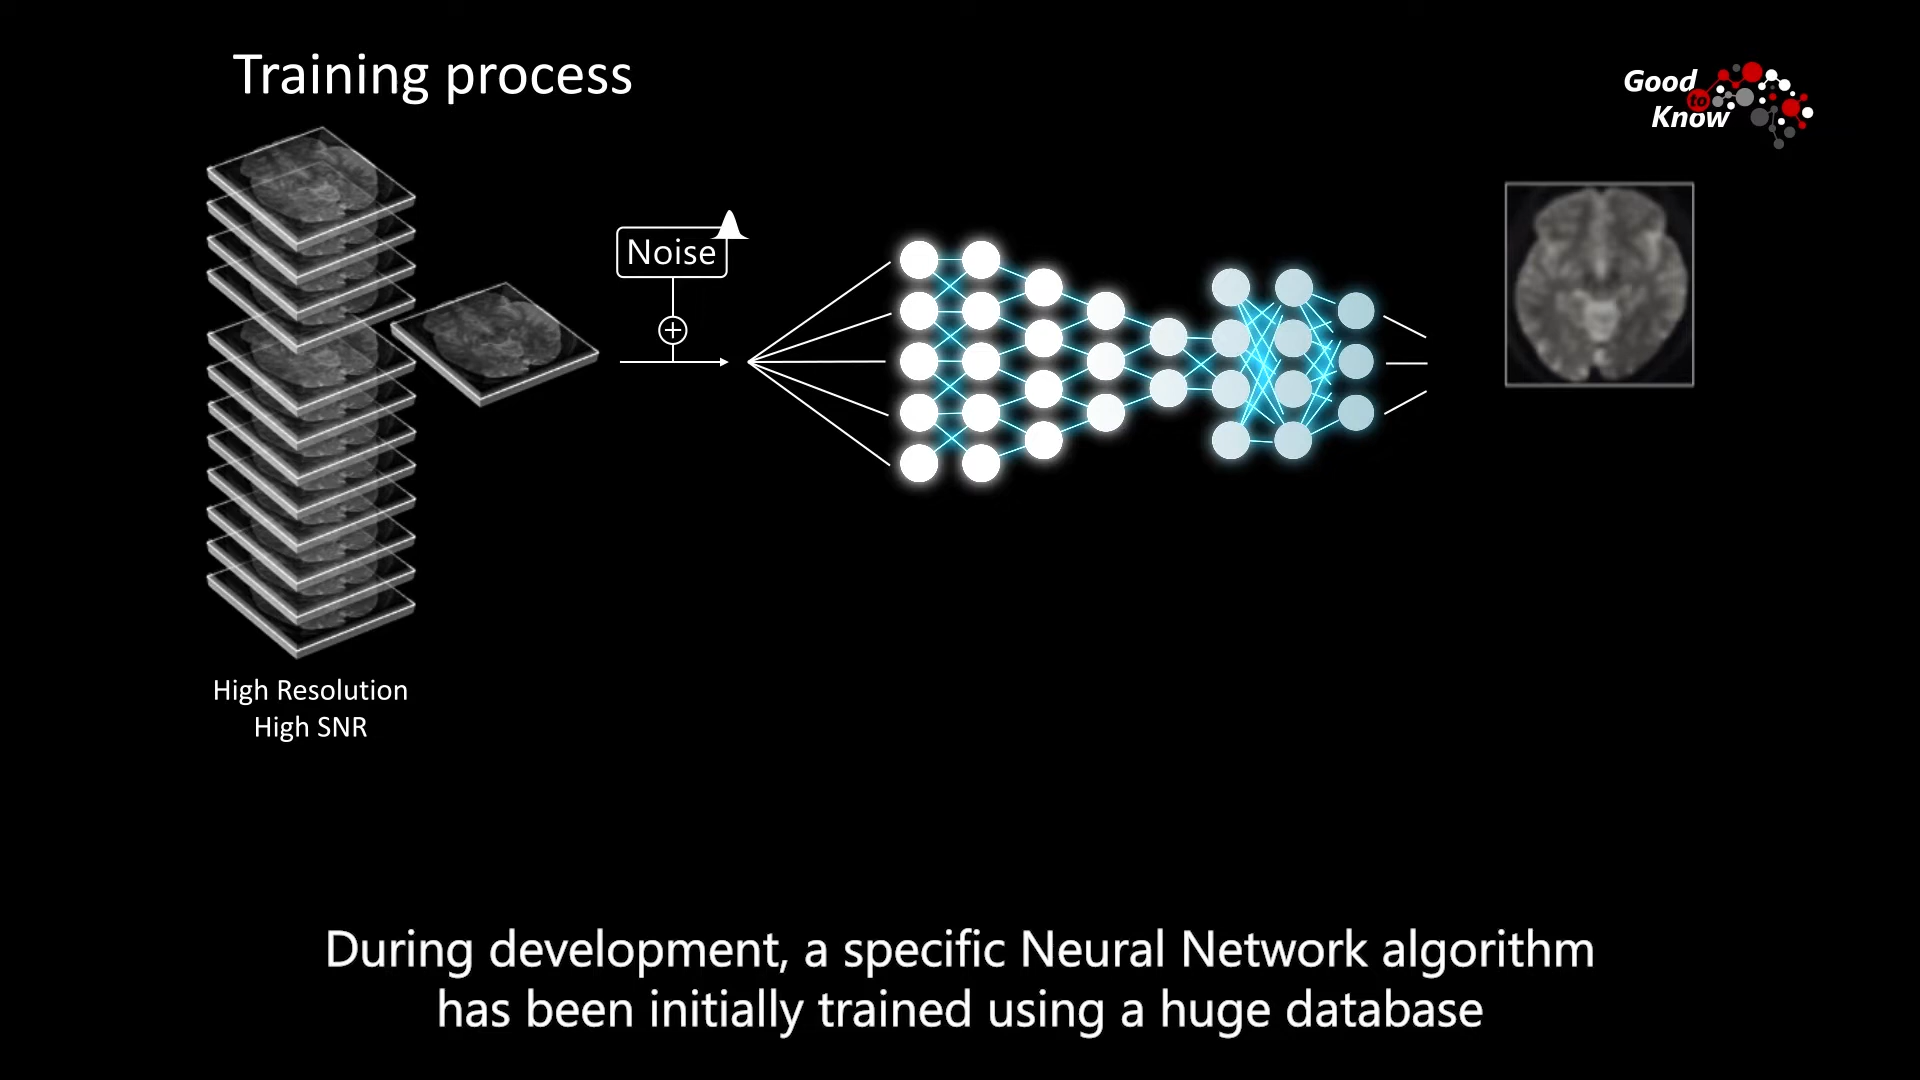 Training process
Good
to
Know
Noise
High Resolution
High SNR
During development, a specific Neural Network algorithm
has been initially trained using a huge database